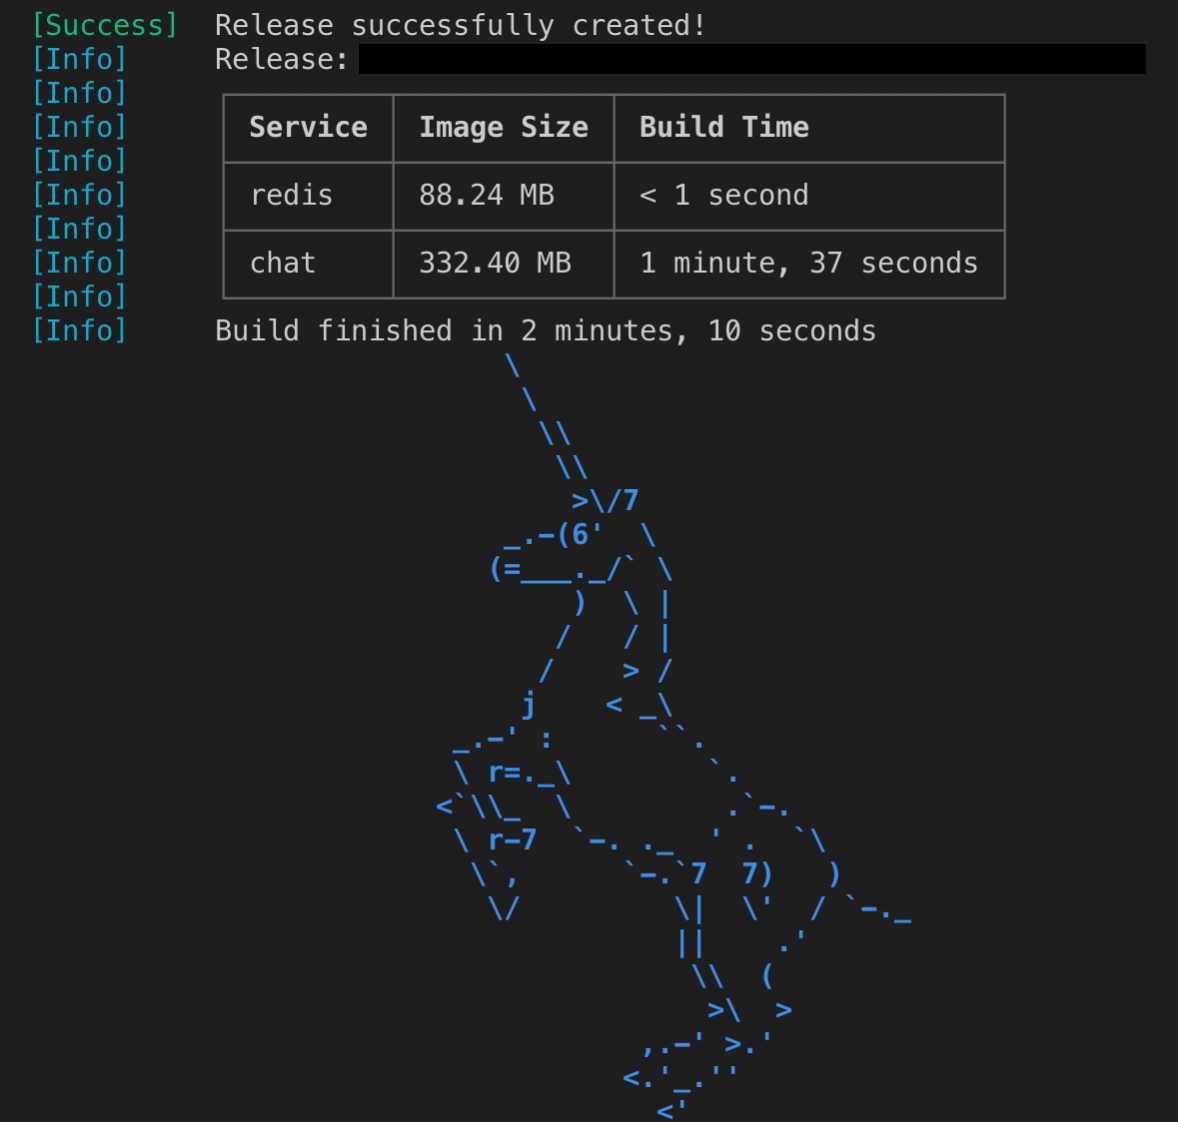 [Success] Release successfully created!
[Info] Release:
[Info]
[Info] Service Image Size Build Time
[Info]
[Info] redis 88.24 MB < 1 second
[Info]
[Info] chat 332.40 MB 1 minute, 37 seconds
[Info]
[Info] Build finished in 2 minutes, 10 seconds